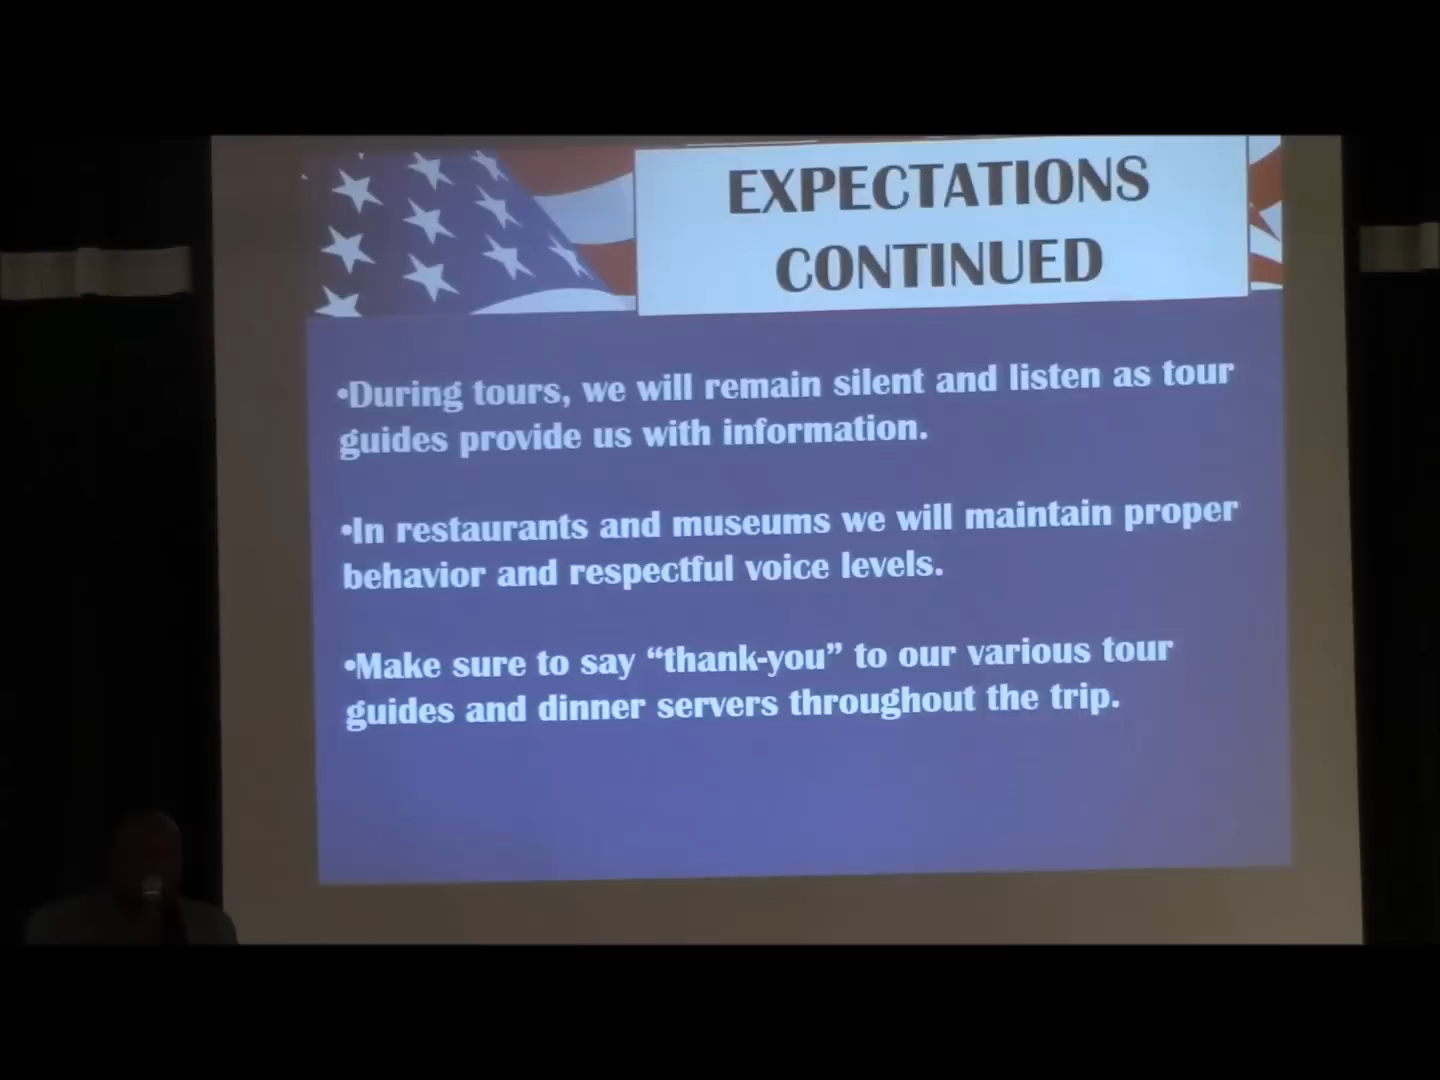 EXPECTATIONS
CONTINUED
•During tours, we will remain silent and listen as tour
guides provide us with information.
•In restaurants and museums we will maintain proper
behavior and respectful voice levels.
•Make sure to say “thank-you” to our various tour
guides and dinner servers throughout the trip.